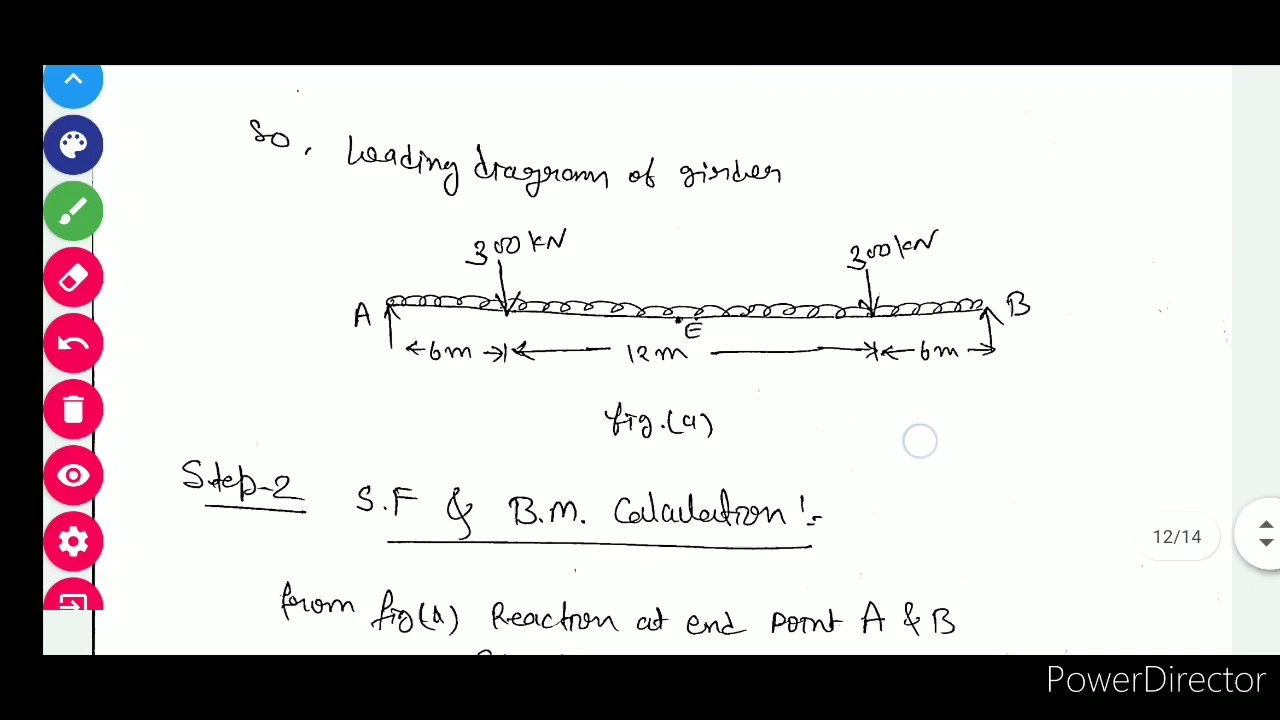 So, Loading diagram of girder
300 kN
300 kN
A
B
E
6m
12m
6m
fig.(a)
Step-2 S.F & B.M. Calculation :-
12/14
from fig(a) Reaction at end point A & B
PowerDirector